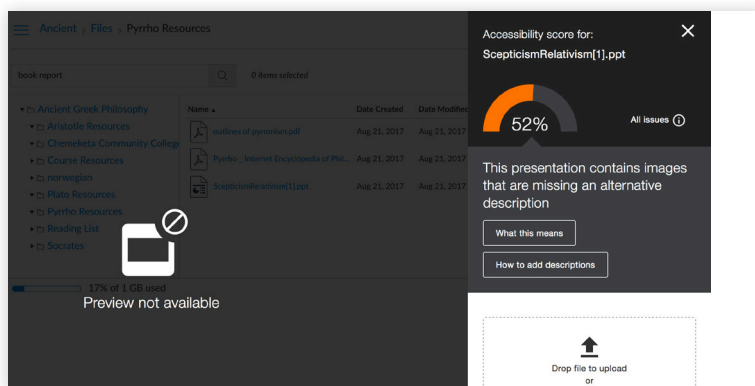 Ancient > Files > Pyrrho Resources
book report
0 items selected
Ancient Greek Philosophy
Aristotle Resources
Chemeketa Community Colleg
Course Resources
norwegian
Plato Resources
Pyrrho Resources
Reading List
Socrates
17% of 1 GB used
Name Date Created Date Modified
outlines of pyrronism.pdf Aug 21, 2017 Aug 21, 2017
Pyrrho _ Internet Encyclopedia of Phil... Aug 21, 2017 Aug 21, 2017
ScepticismRelativism[1].ppt Aug 21, 2017 Aug 21, 2017
Preview not available
Accessibility score for:
ScepticismRelativism[1].ppt
52%
All issues
This presentation contains images
that are missing an alternative
description
What this means
How to add descriptions
Drop file to upload
or